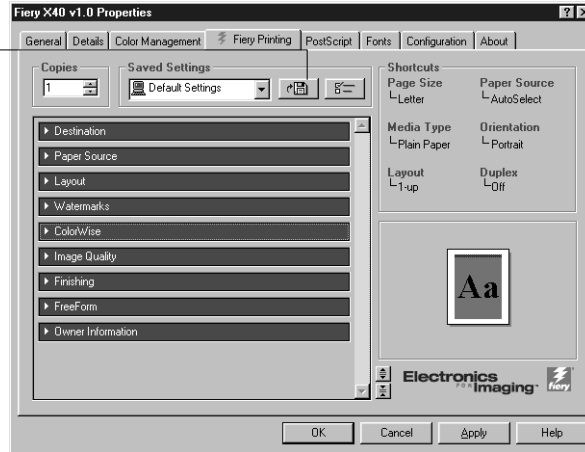 Fiery X40 v1.0 Properties
General Details Color Management Fiery Printing PostScript Fonts Configuration About
Copies
1
Saved Settings
Default Settings
Destination
Paper Source
Layout
Watermarks
ColorWise
Image Quality
Finishing
FreeForm
Owner Information
Shortcuts
Page Size
Letter
Paper Source
AutoSelect
Media Type
Plain Paper
Orientation
Portrait
Layout
1-up
Duplex
Off
Aa
Electronics
FOR Imaging
fiery
OK Cancel Apply Help